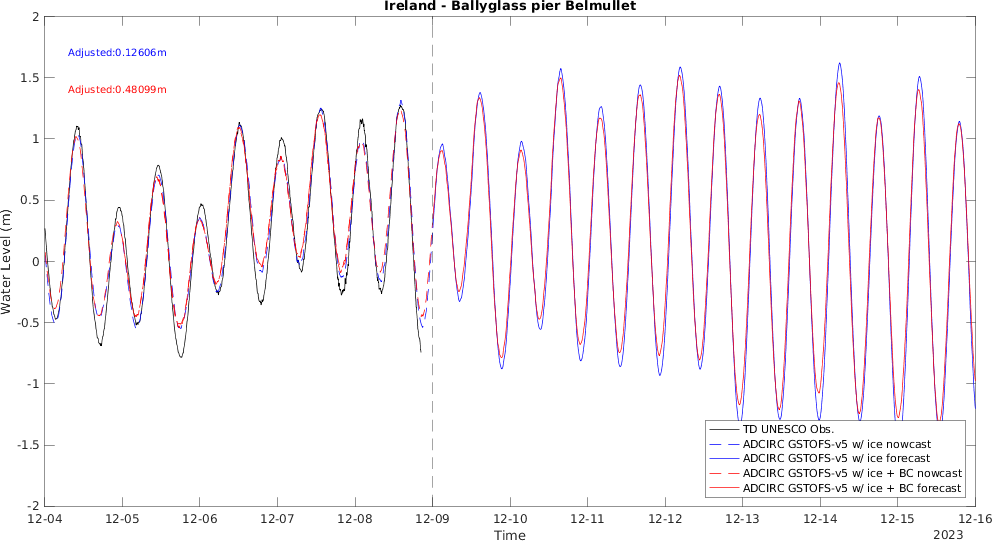 Ireland - Ballyglass pier Belmullet
Adjusted:0.12606m
Adjusted:0.48099m
Water Level (m)
2
1.5
1
0.5
0
-0.5
-1
-1.5
-2
TD UNESCO Obs.
ADCIRC GSTOFS-v5 w/ ice nowcast
ADCIRC GSTOFS-v5 w/ ice forecast
ADCIRC GSTOFS-v5 w/ ice + BC nowcast
ADCIRC GSTOFS-v5 w/ ice + BC forecast
12-04 12-05 12-06 12-07 12-08 12-09 12-10 12-11 12-12 12-13 12-14 12-15 12-16
Time
2023